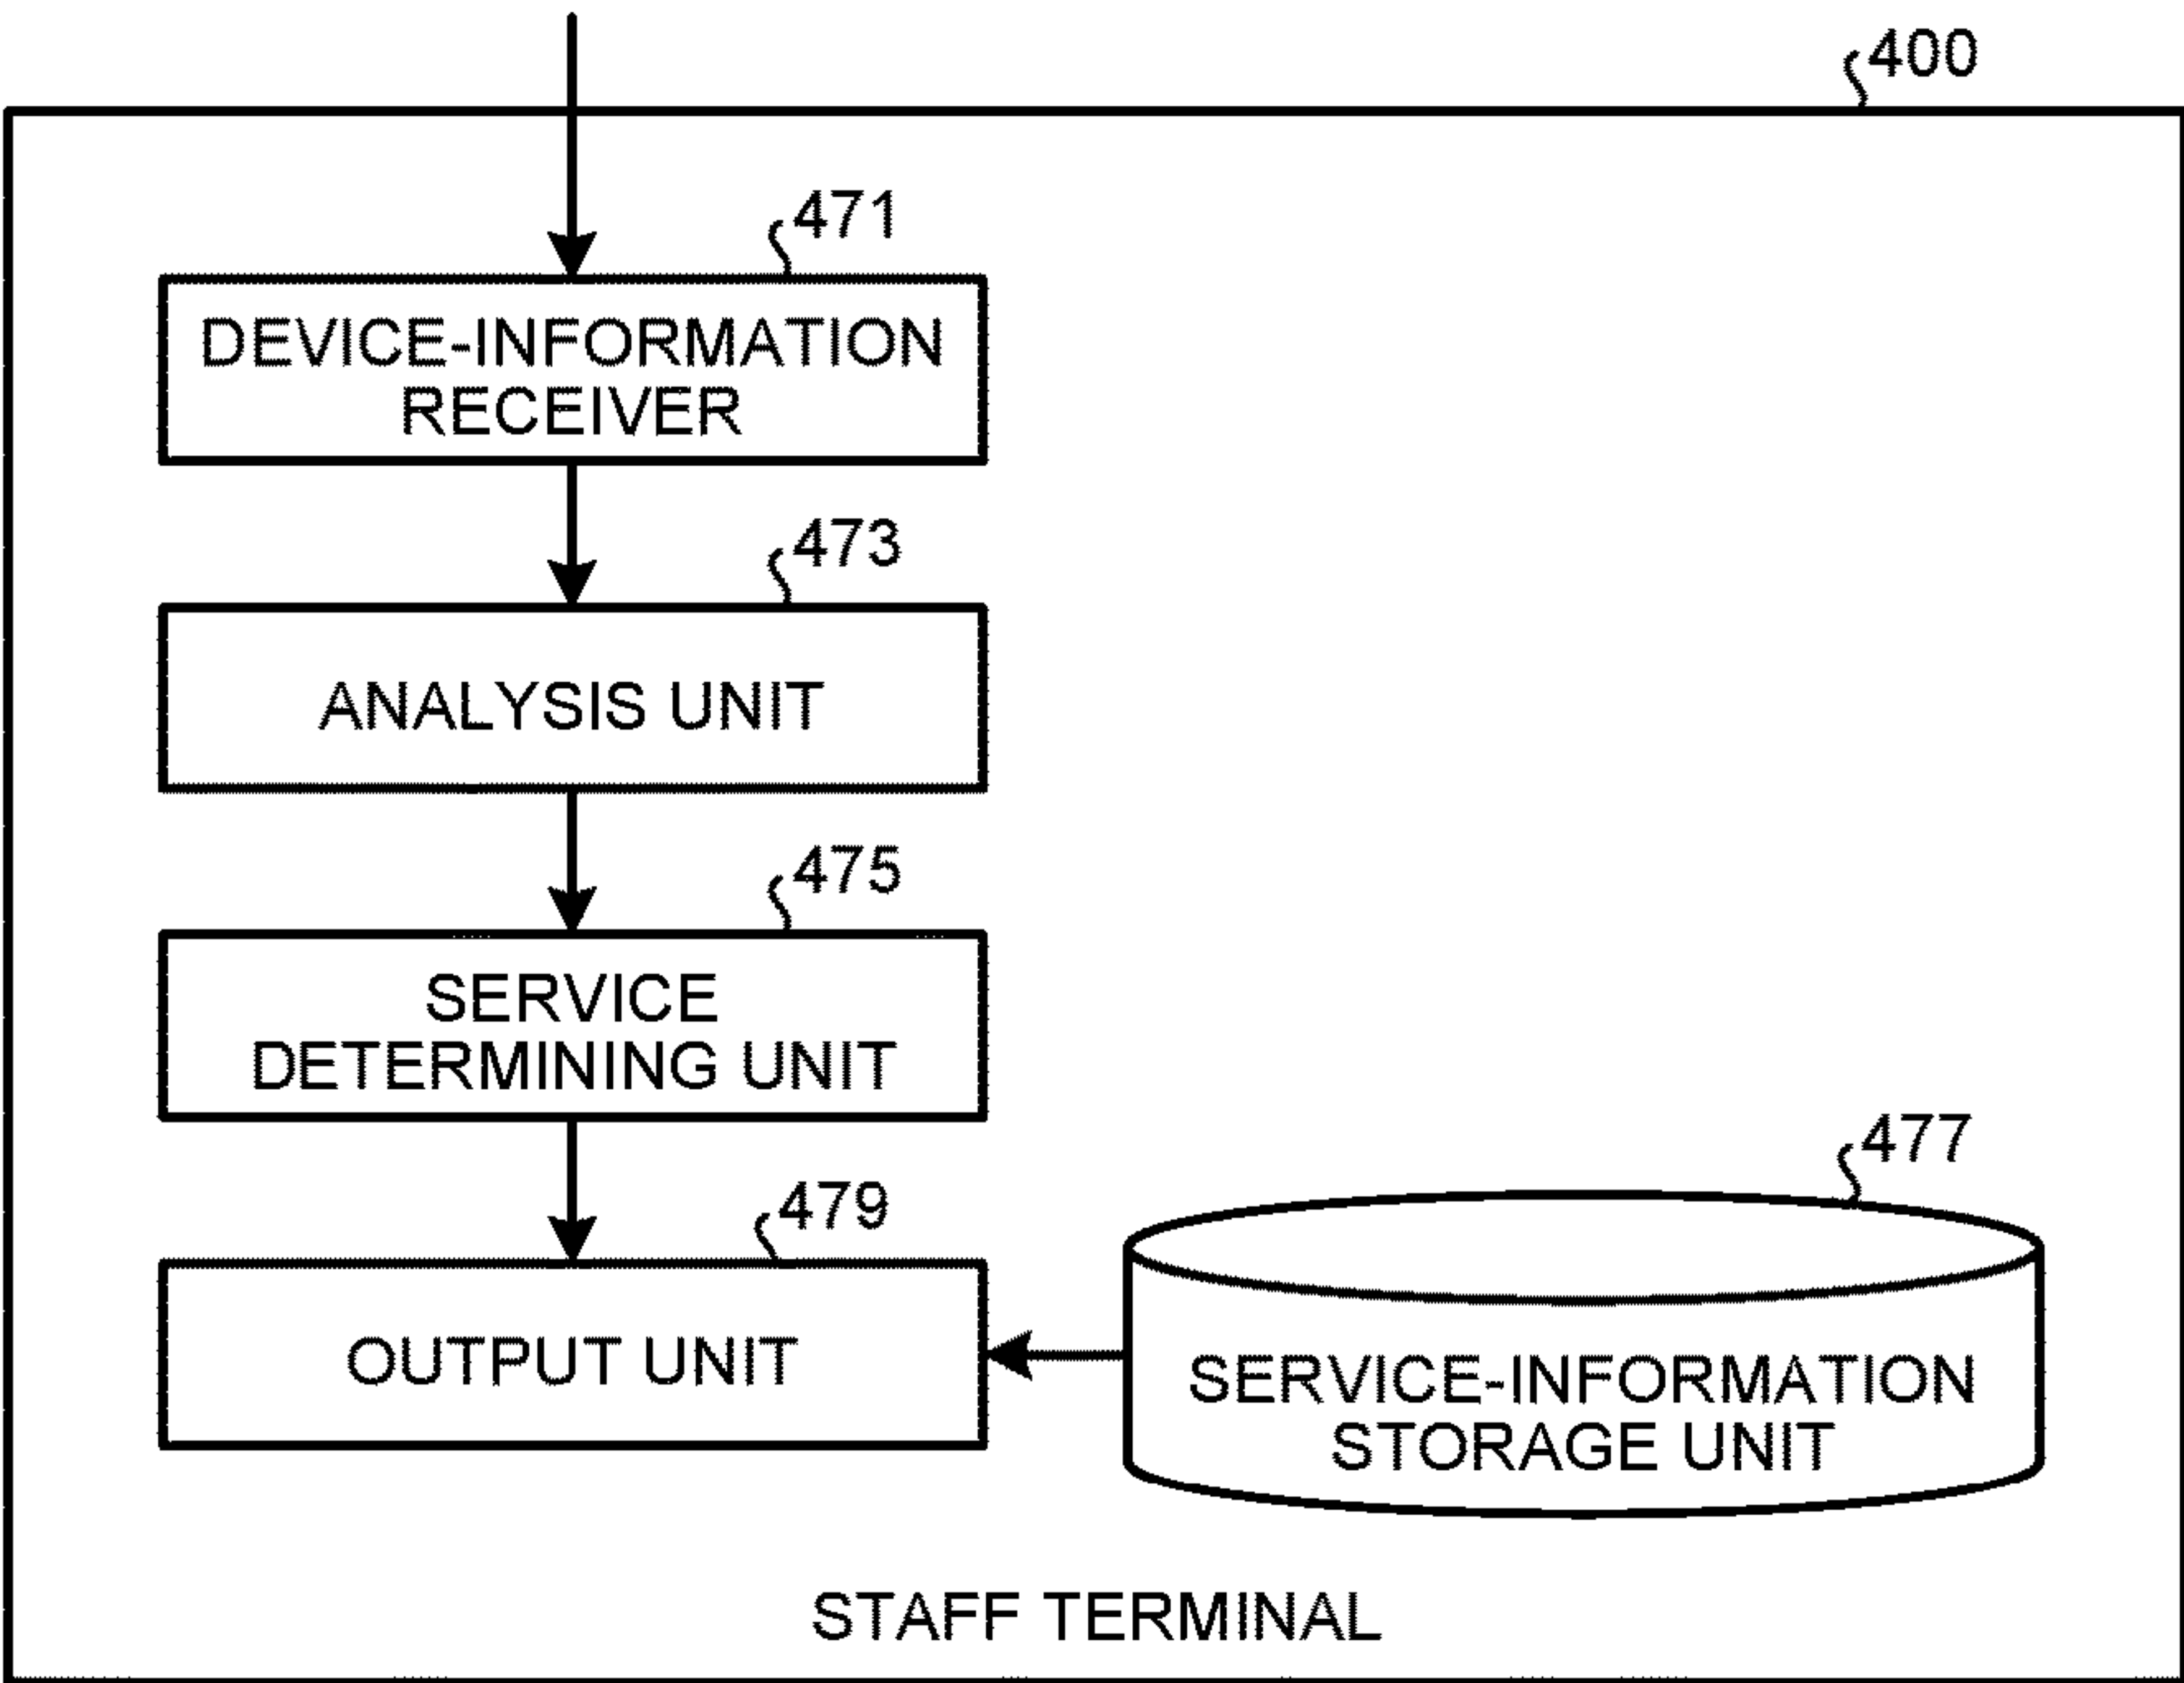 400
471
DEVICE-INFORMATION
RECEIVER
473
ANALYSIS UNIT
475
SERVICE
DETERMINING UNIT
479
OUTPUT UNIT
477
SERVICE-INFORMATION
STORAGE UNIT
STAFF TERMINAL